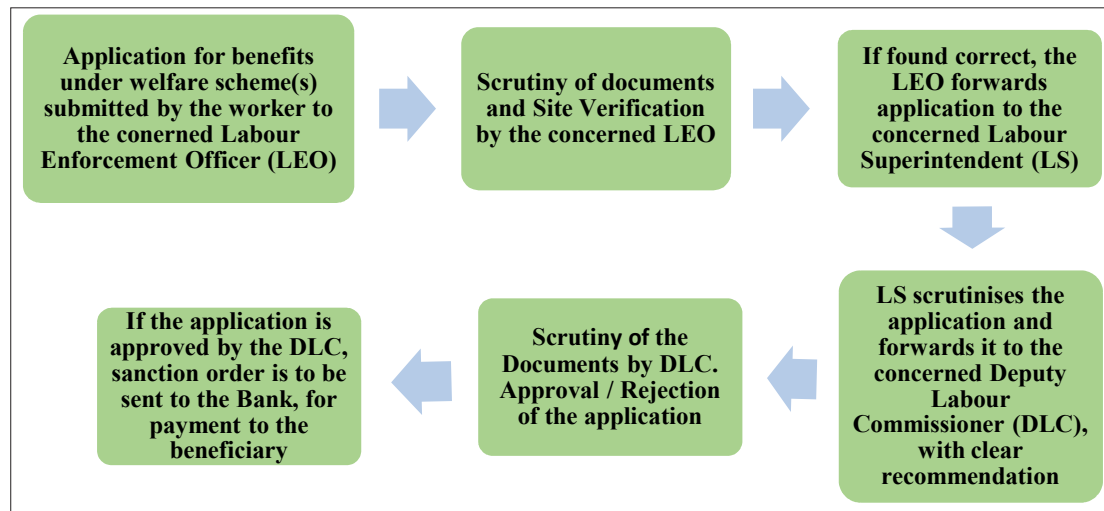 Application for benefits
under welfare scheme(s)
submitted by the worker to
the conerned Labour
Enforcement Officer (LEO)
Scrutiny of documents
and Site Verification
by the concerned LEO
If found correct, the
LEO forwards
application to the
concerned Labour
Superintendent (LS)
LS scrutinises the
application and
forwards it to the
concerned Deputy
Labour
Commissioner (DLC),
with clear
recommendation
Scrutiny of the
Documents by DLC.
Approval / Rejection
of the application
If the application is
approved by the DLC,
sanction order is to be
sent to the Bank, for
payment to the
beneficiary